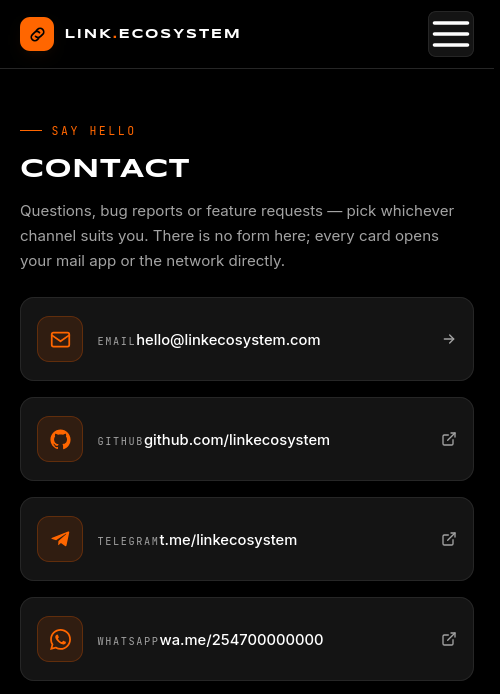 LINK.ECOSYSTEM
SAY HELLO
CONTACT
Questions, bug reports or feature requests — pick whichever
channel suits you. There is no form here; every card opens
your mail app or the network directly.
EMAIL hello@linkecosystem.com
GITHUB github.com/linkecosystem
TELEGRAM t.me/linkecosystem
WHATSAPP wa.me/254700000000